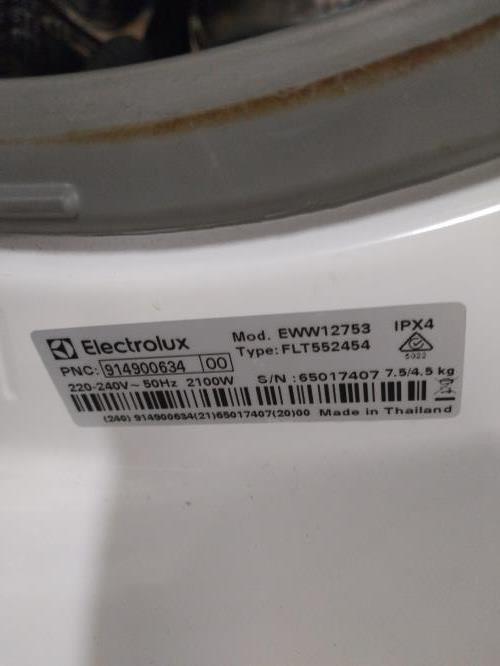 Electrolux Mod. EWW12753 IPX4
PNC: 914900634 00 Type: FLT552454
5022
220-240V~ 50Hz 2100W S/N : 65017407 7.5/4.5 kg
(240) 914900634(21)65017407(20)00 Made in Thailand